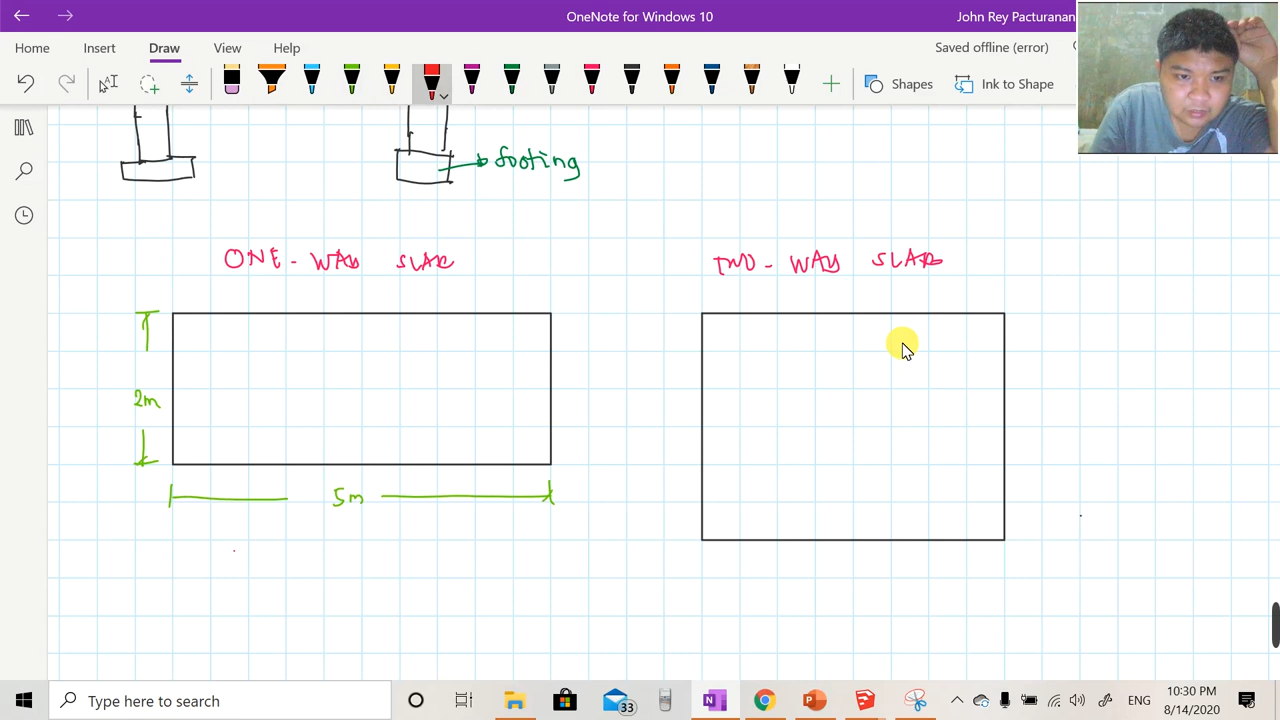 OneNote for Windows 10
John Rey Pacturanan
Home Insert Draw View Help
Saved offline (error)
Shapes Ink to Shape
footing
ONE - WAY SLAB
TWO - WAY SLAB
2m
5m
Type here to search
33
ENG
10:30 PM
8/14/2020